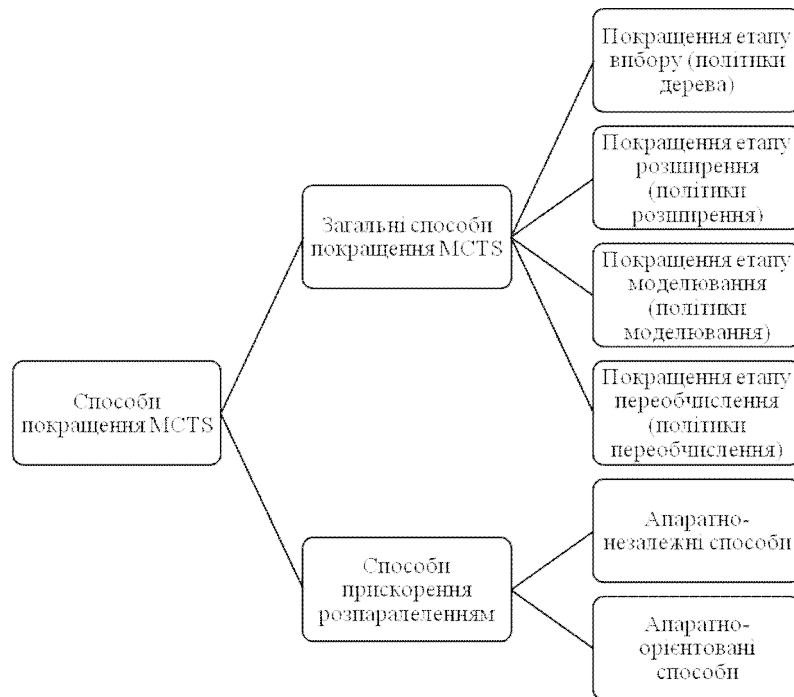 Покращення етапу
вибору (політики
дерева)
Покращення етапу
розширення
(політики
розширення)
Загальні способи
покращення MCTS
Покращення етапу
моделювання
(політики
моделювання)
Способи
покращення MCTS
Покращення етапу
переобчислення
(політики
переобчислення)
Способи
прискорення
розпаралеленням
Апаратно-
незалежні способи
Апаратно-
орієнтовані
способи